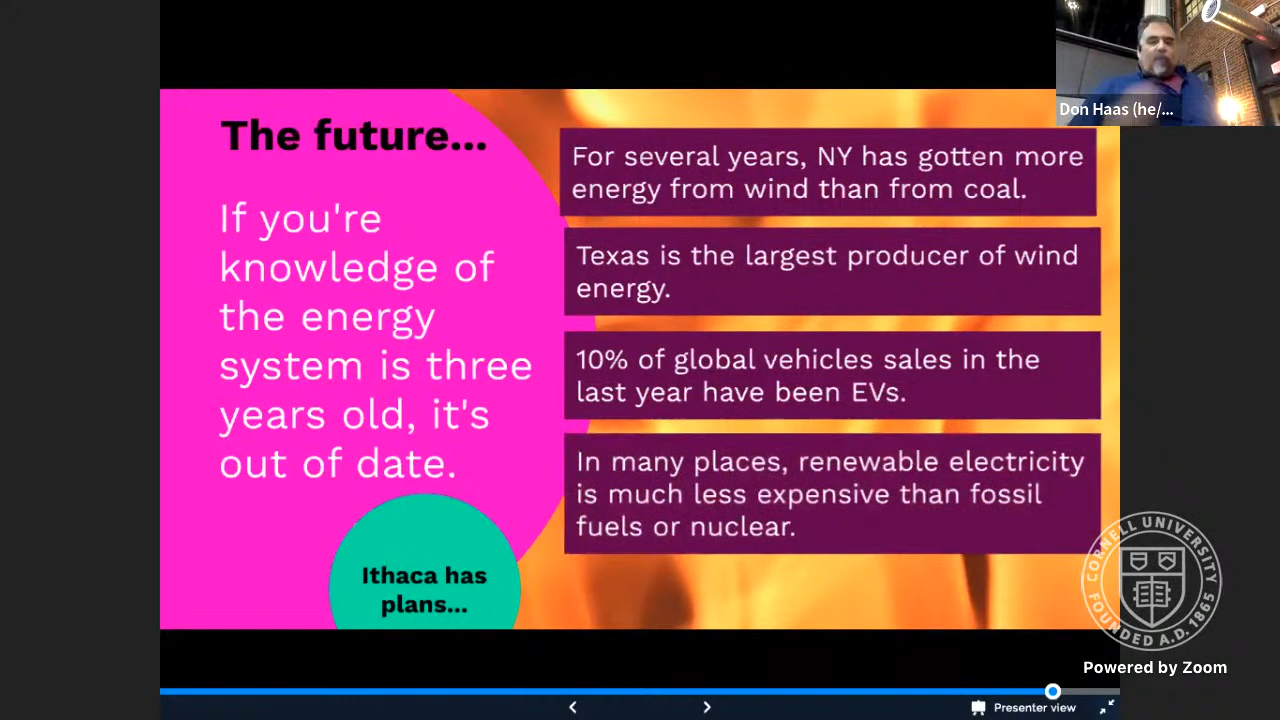 The future...
If you're
knowledge of
the energy
system is three
years old, it's
out of date.
Ithaca has
plans...
For several years, NY has gotten more
energy from wind than from coal.
Texas is the largest producer of wind
energy.
10% of global vehicles sales in the
last year have been EVs.
In many places, renewable electricity
is much less expensive than fossil
fuels or nuclear.
Don Haas (he/...
CORNELL UNIVERSITY
FOUNDED A.D. 1865
Powered by Zoom
Presenter view